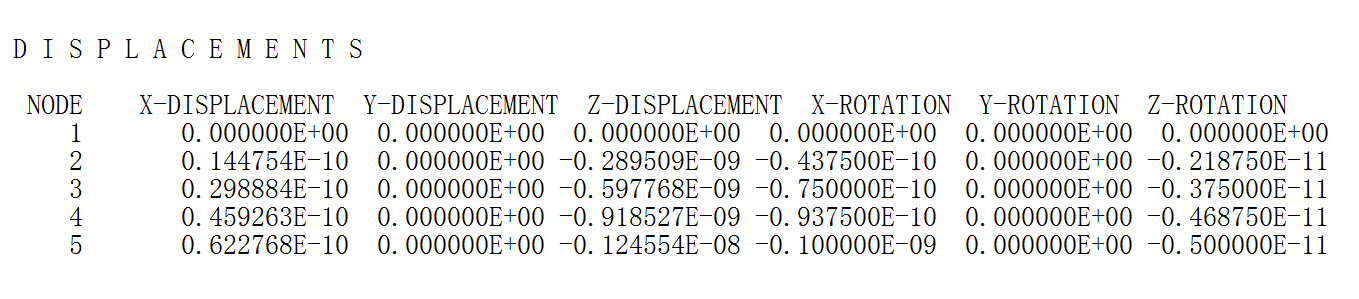 D I S P L A C E M E N T S
NODE X-DISPLACEMENT Y-DISPLACEMENT Z-DISPLACEMENT X-ROTATION Y-ROTATION Z-ROTATION
1 0.000000E+00 0.000000E+00 0.000000E+00 0.000000E+00 0.000000E+00 0.000000E+00
2 0.144754E-10 0.000000E+00 -0.289509E-09 -0.437500E-10 0.000000E+00 -0.218750E-11
3 0.298884E-10 0.000000E+00 -0.597768E-09 -0.750000E-10 0.000000E+00 -0.375000E-11
4 0.459263E-10 0.000000E+00 -0.918527E-09 -0.937500E-10 0.000000E+00 -0.468750E-11
5 0.622768E-10 0.000000E+00 -0.124554E-08 -0.100000E-09 0.000000E+00 -0.500000E-11